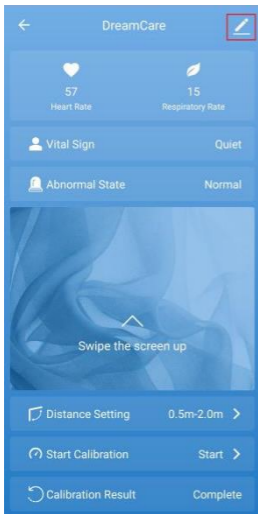 DreamCare
57
Heart Rate
15
Respiratory Rate
Vital Sign Quiet
Abnormal State Normal
Swipe the screen up
Distance Setting 0.5m-2.0m
Start Calibration Start
Calibration Result Complete